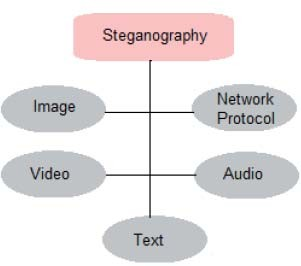 Steganography
Image
Network
Protocol
Video
Audio
Text